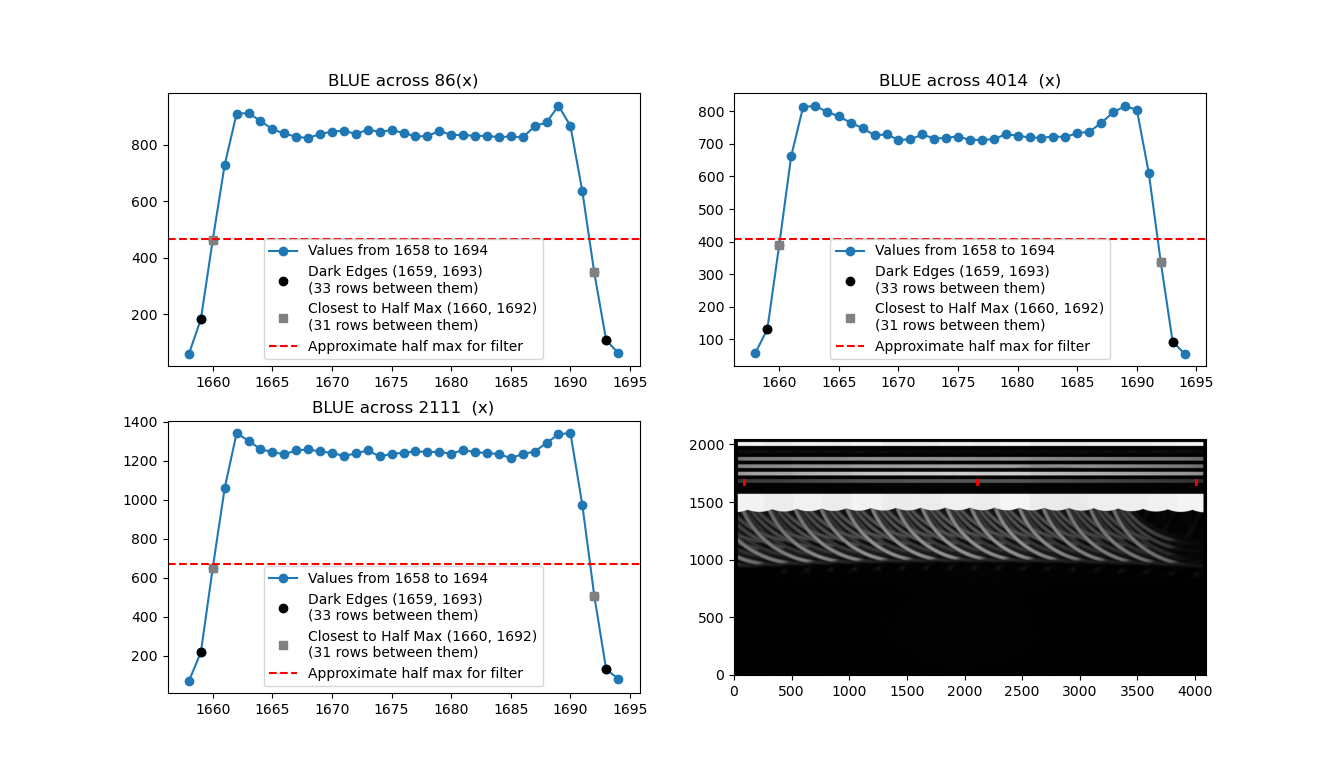 BLUE across 86(x)
800
600
400
200
1660 1665 1670 1675 1680 1685 1690 1695
Values from 1658 to 1694
Dark Edges (1659, 1693)
(33 rows between them)
Closest to Half Max (1660, 1692)
(31 rows between them)
Approximate half max for filter
BLUE across 4014  (x)
800
700
600
500
400
300
200
100
1660 1665 1670 1675 1680 1685 1690 1695
Values from 1658 to 1694
Dark Edges (1659, 1693)
(33 rows between them)
Closest to Half Max (1660, 1692)
(31 rows between them)
Approximate half max for filter
BLUE across 2111  (x)
1400
1200
1000
800
600
400
200
1660 1665 1670 1675 1680 1685 1690 1695
Values from 1658 to 1694
Dark Edges (1659, 1693)
(33 rows between them)
Closest to Half Max (1660, 1692)
(31 rows between them)
Approximate half max for filter
2000
1500
1000
500
0
0 500 1000 1500 2000 2500 3000 3500 4000